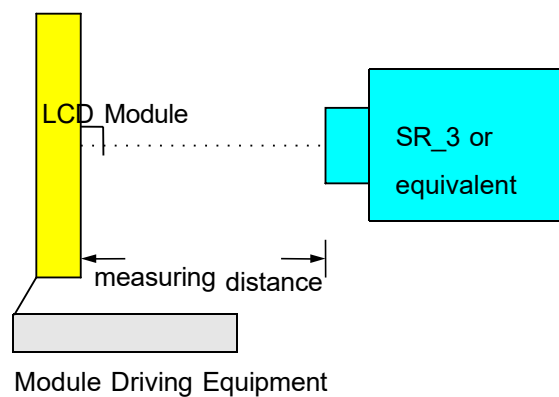 LCD Module
SR_3 or
equivalent
measuring distance
Module Driving Equipment